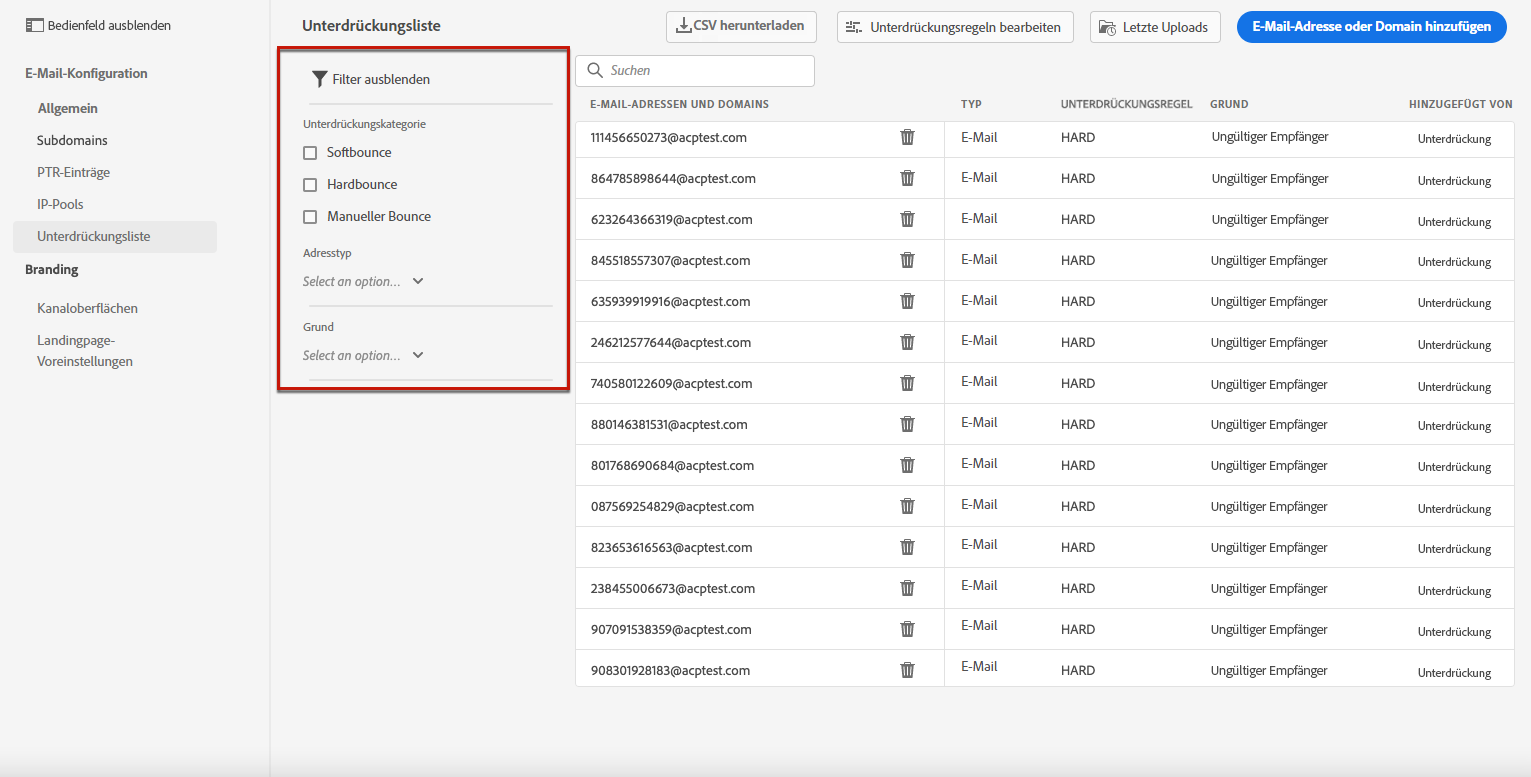 Bedienfeld ausblenden
E-Mail-Konfiguration
Allgemein
Subdomains
PTR-Einträge
IP-Pools
Unterdrückungsliste
Branding
Kanaloberflächen
Landingpage-
Voreinstellungen
Unterdrückungsliste
CSV herunterladen
Unterdrückungsregeln bearbeiten
Letzte Uploads
E-Mail-Adresse oder Domain hinzufügen
Filter ausblenden
Unterdrückungskategorie
Softbounce
Hardbounce
Manueller Bounce
Adresstyp
Select an option...
Grund
Select an option...
Suchen
E-MAIL-ADRESSEN UND DOMAINS TYP UNTERDRÜCKUNGSREGEL GRUND HINZUGEFÜGT VON
111456650273@acptest.com E-Mail HARD Ungültiger Empfänger Unterdrückung
864785898644@acptest.com E-Mail HARD Ungültiger Empfänger Unterdrückung
623264366319@acptest.com E-Mail HARD Ungültiger Empfänger Unterdrückung
845518557307@acptest.com E-Mail HARD Ungültiger Empfänger Unterdrückung
635939919916@acptest.com E-Mail HARD Ungültiger Empfänger Unterdrückung
246212577644@acptest.com E-Mail HARD Ungültiger Empfänger Unterdrückung
740580122609@acptest.com E-Mail HARD Ungültiger Empfänger Unterdrückung
880146381531@acptest.com E-Mail HARD Ungültiger Empfänger Unterdrückung
801768690684@acptest.com E-Mail HARD Ungültiger Empfänger Unterdrückung
087569254829@acptest.com E-Mail HARD Ungültiger Empfänger Unterdrückung
823653616563@acptest.com E-Mail HARD Ungültiger Empfänger Unterdrückung
238455006673@acptest.com E-Mail HARD Ungültiger Empfänger Unterdrückung
907091538359@acptest.com E-Mail HARD Ungültiger Empfänger Unterdrückung
908301928183@acptest.com E-Mail HARD Ungültiger Empfänger Unterdrückung